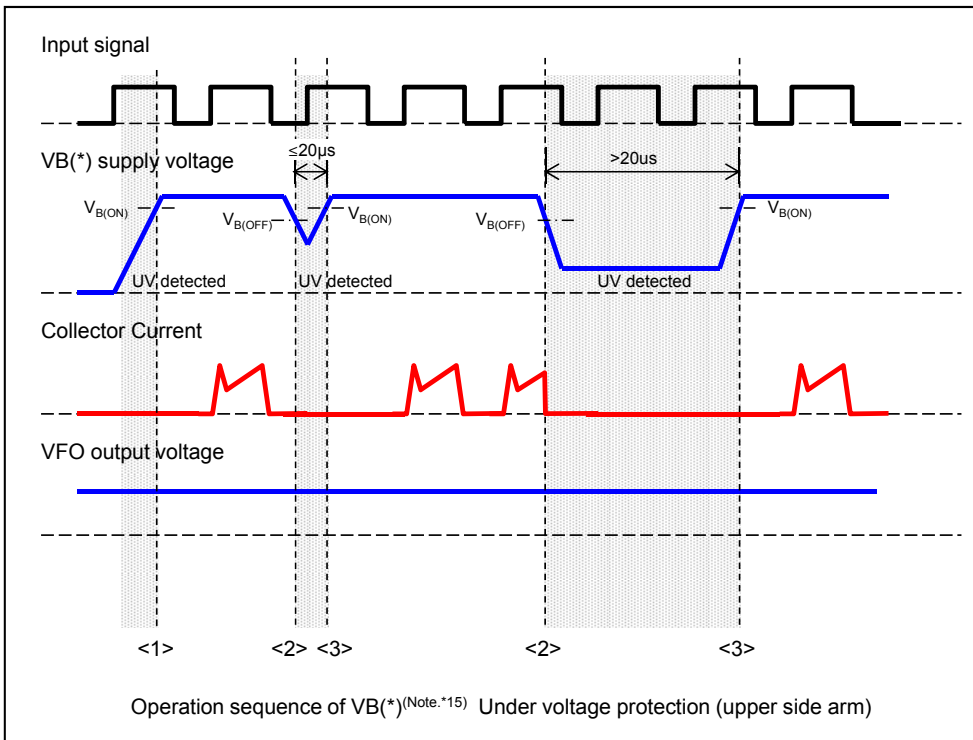 Input signal
VB(*) supply voltage
≤20µs
>20us
VB(ON)
VB(OFF)
VB(ON)
VB(OFF)
VB(ON)
UV detected
UV detected
UV detected
Collector Current
VFO output voltage
<1>
<2>
<3>
<2>
<3>
Operation sequence of VB(*)(Note.*15) Under voltage protection (upper side arm)